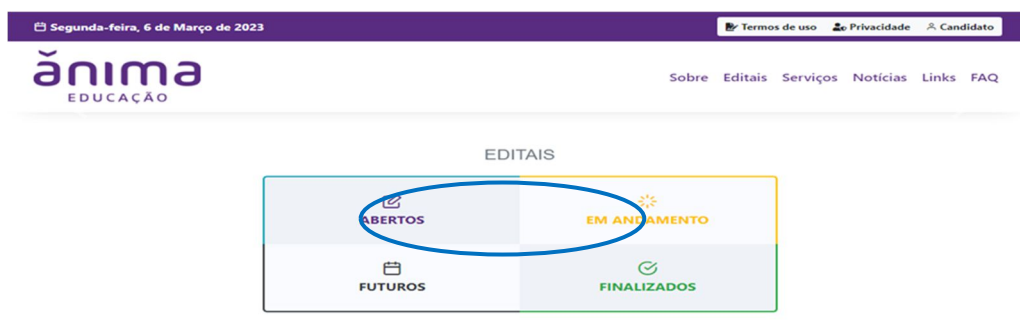 Segunda-feira, 6 de Março de 2023
Termos de uso Privacidade Candidato
ănima
EDUCAÇÃO
Sobre Editais Serviços Notícias Links FAQ
EDITAIS
ABERTOS
EM ANDAMENTO
FUTUROS
FINALIZADOS